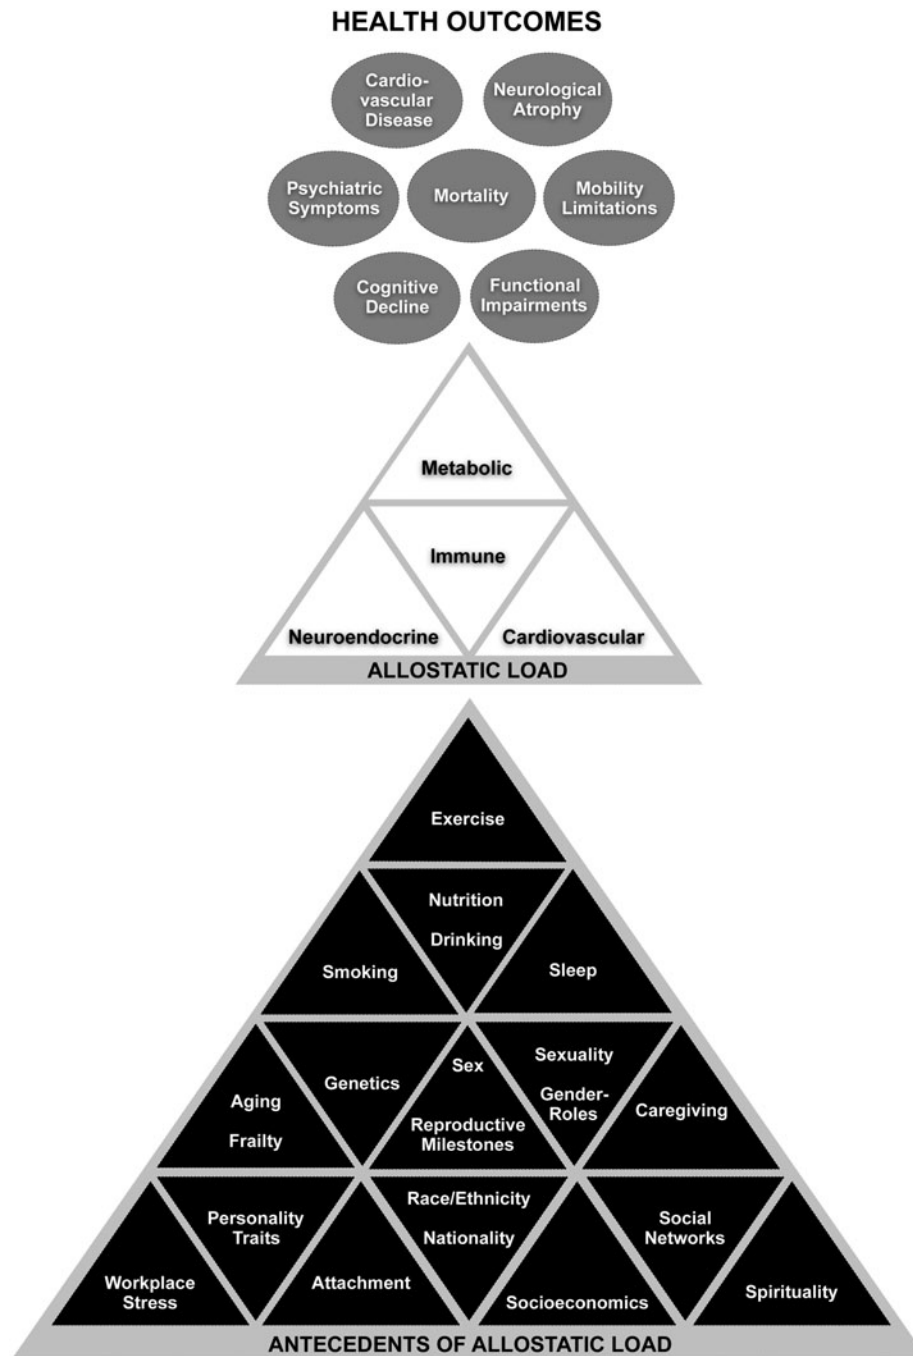 HEALTH OUTCOMES
Cardio-
vascular
Disease
Neurological
Atrophy
Psychiatric
Symptoms
Mortality
Mobility
Limitations
Cognitive
Decline
Functional
Impairments
Metabolic
Immune
Neuroendocrine
Cardiovascular
ALLOSTATIC LOAD
Exercise
Nutrition
Drinking
Smoking
Sleep
Aging
Frailty
Genetics
Sex
Reproductive
Milestones
Sexuality
Gender-
Roles
Caregiving
Workplace
Stress
Personality
Traits
Attachment
Race/Ethnicity
Nationality
Socioeconomics
Social
Networks
Spirituality
ANTECEDENTS OF ALLOSTATIC LOAD